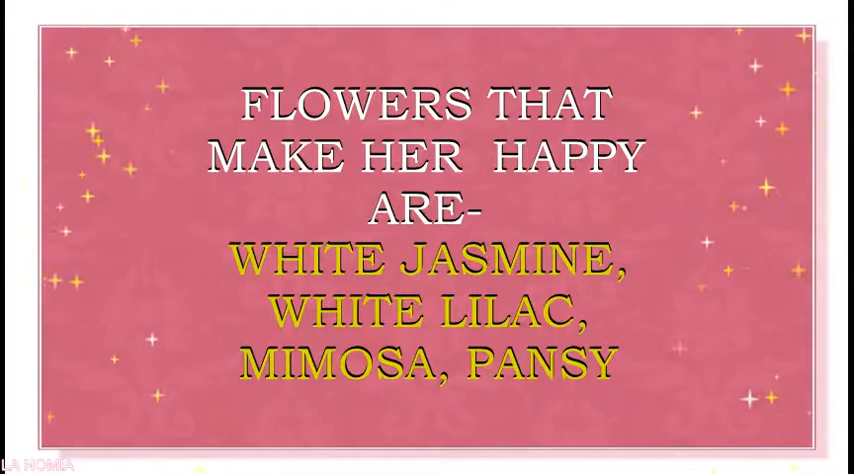 FLOWERS THAT
MAKE HER HAPPY
ARE-
WHITE JASMINE,
WHITE LILAC,
MIMOSA, PANSY
LA NOMIA